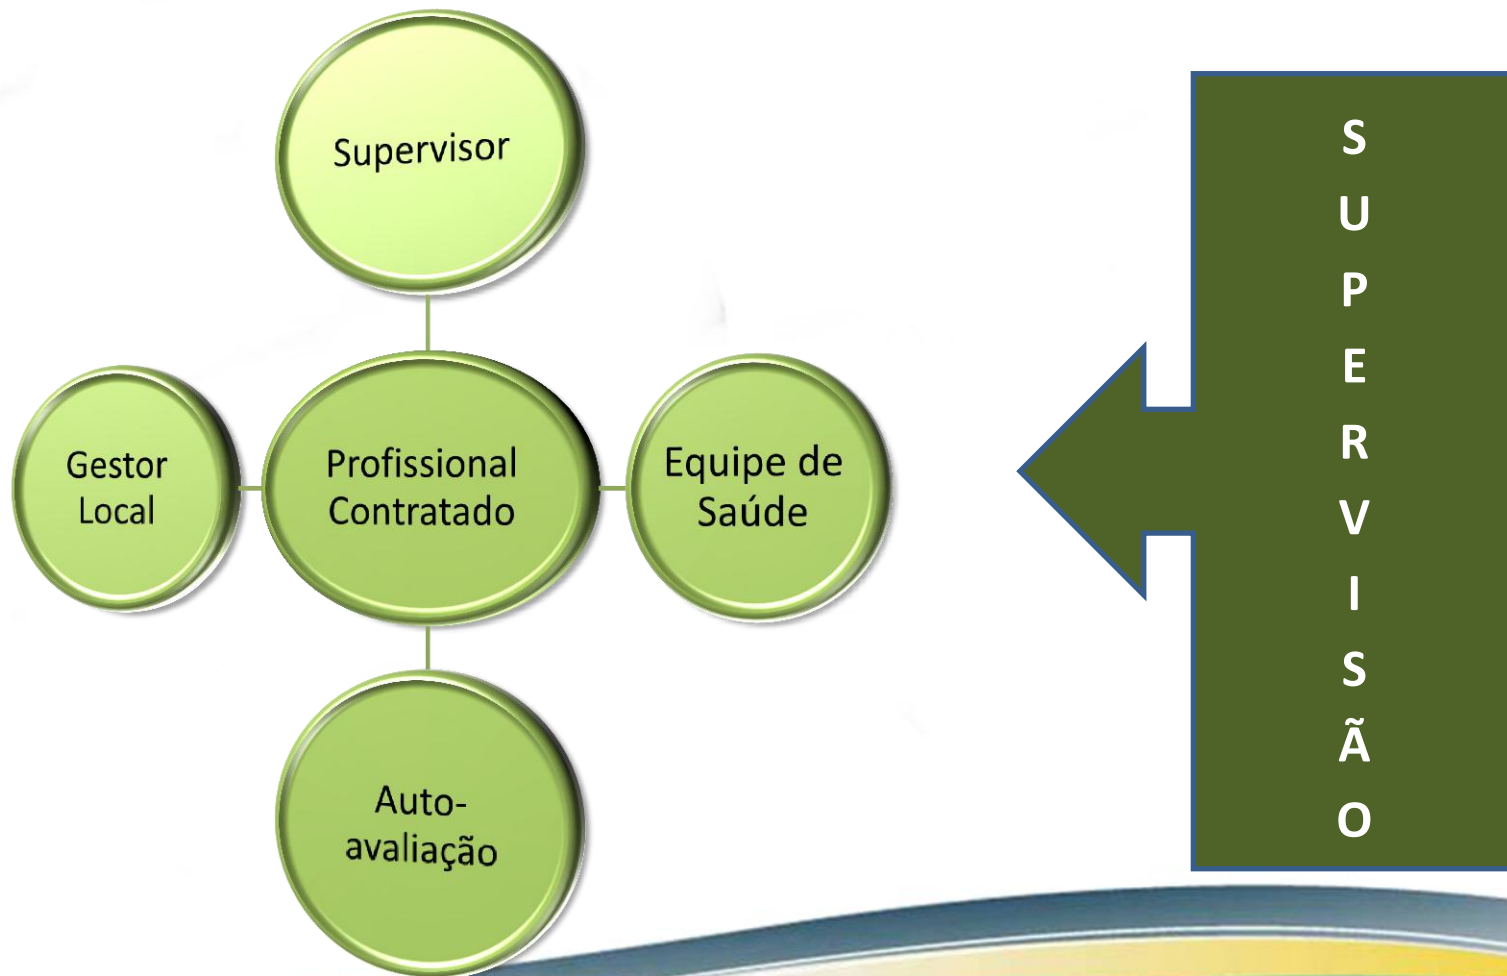 Supervisor
Gestor
Local
Profissional
Contratado
Equipe de
Saúde
Auto-
avaliação
S
U
P
E
R
V
I
S
Ã
O